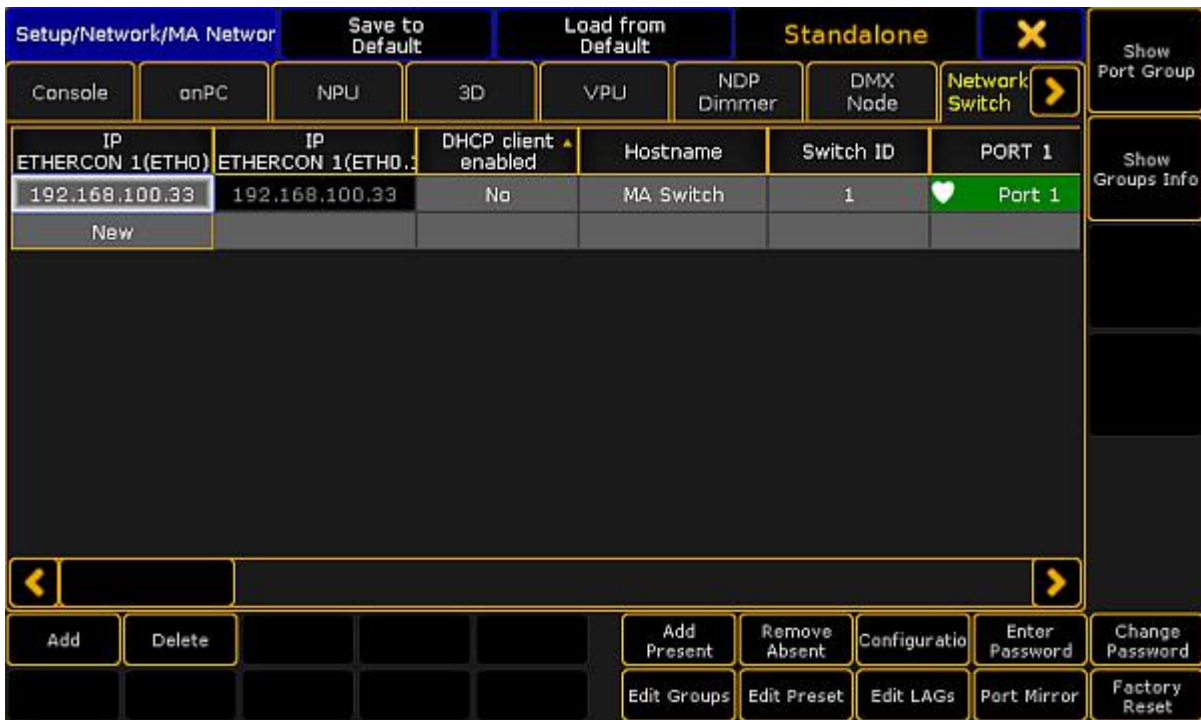 Setup/Network/MA Networ
Save to
Default
Load from
Default
Standalone
Show
Port Group
Console
onPC
NPU
3D
VPU
NDP
Dimmer
DMX
Node
Network
Switch
IP
ETHERCON 1(ETH0)
IP
ETHERCON 1(ETH0.1
DHCP client
enabled
Hostname
Switch ID
PORT 1
Show
Groups Info
192.168.100.33
192.168.100.33
No
MA Switch
1
Port 1
New
Add
Delete
Add
Present
Remove
Absent
Configuratio
Enter
Password
Change
Password
Edit Groups
Edit Preset
Edit LAGs
Port Mirror
Factory
Reset